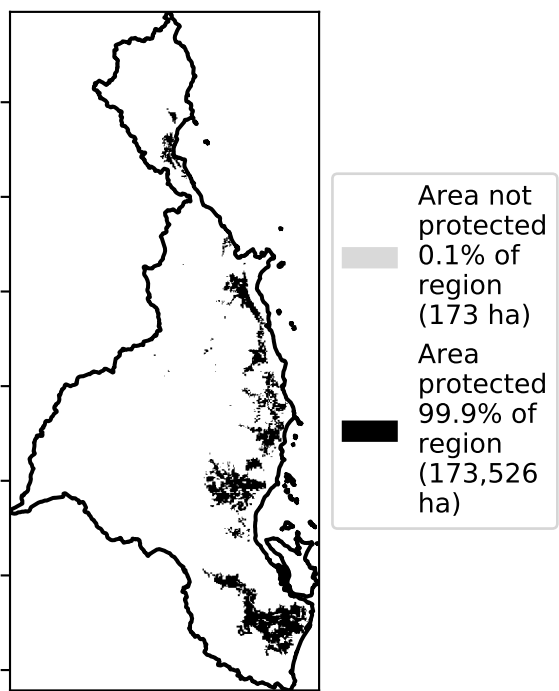 Area not
protected
0.1% of
region
(173 ha)
Area
protected
99.9% of
region
(173,526
ha)